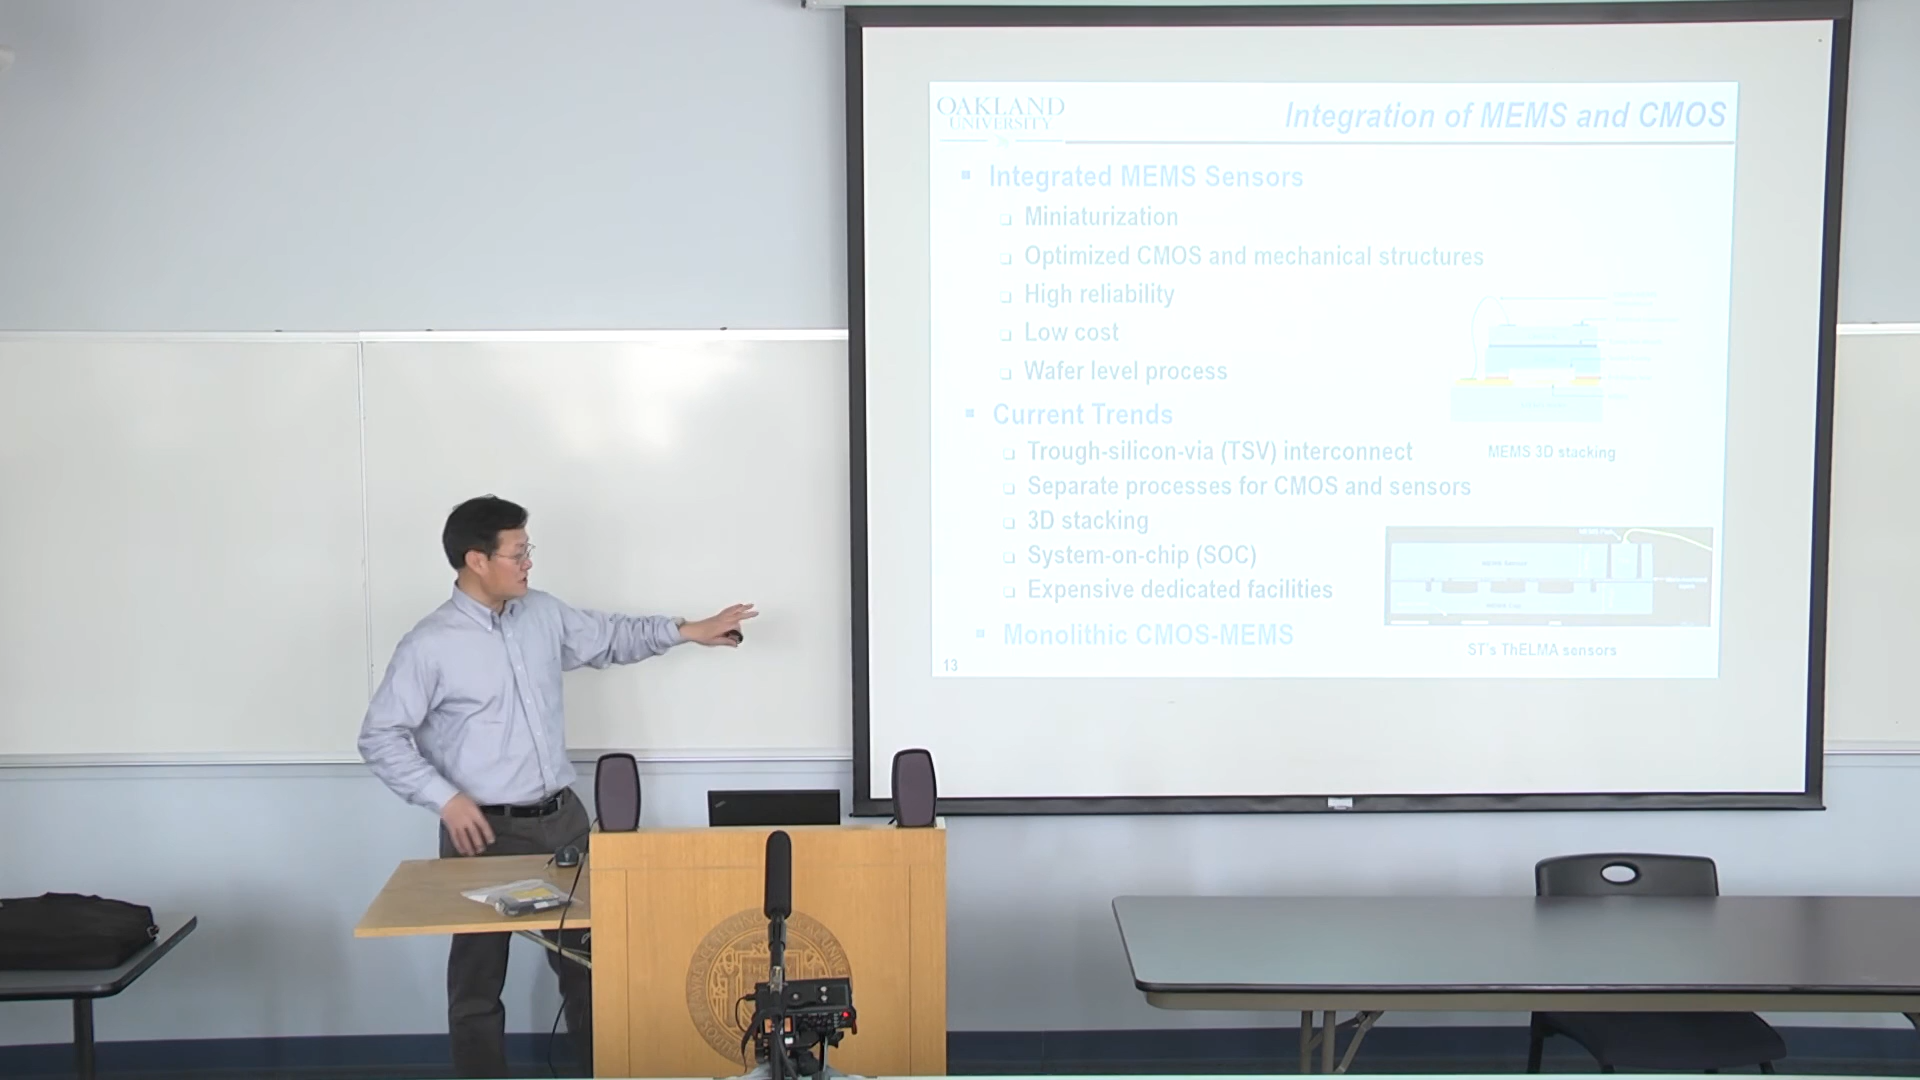 OAKLAND
UNIVERSITY
Integration of MEMS and CMOS
Integrated MEMS Sensors
Miniaturization
Optimized CMOS and mechanical structures
High reliability
Low cost
Wafer level process
Current Trends
Trough-silicon-via (TSV) interconnect
Separate processes for CMOS and sensors
3D stacking
System-on-chip (SOC)
Expensive dedicated facilities
Monolithic CMOS-MEMS
MEMS 3D stacking
ST's ThELMA sensors
13